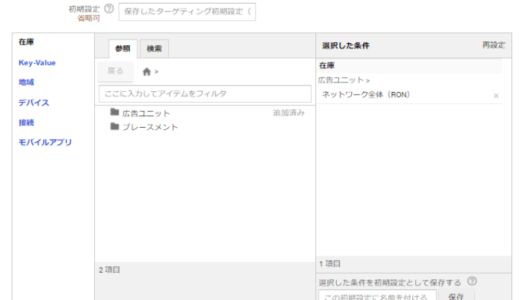 初期設定 ?
省略可
保存したターゲティング初期設定（
在庫
Key-Value
地域
デバイス
接続
モバイルアプリ
参照 検索
戻る >
ここに入力してアイテムをフィルタ
広告ユニット 追加済み
プレースメント
2 項目
選択した条件 再設定
在庫
広告ユニット >
ネットワーク全体（RON） ×
1 項目
選択した条件を初期設定として保存する ?
この初期設定に名前を付ける 保存